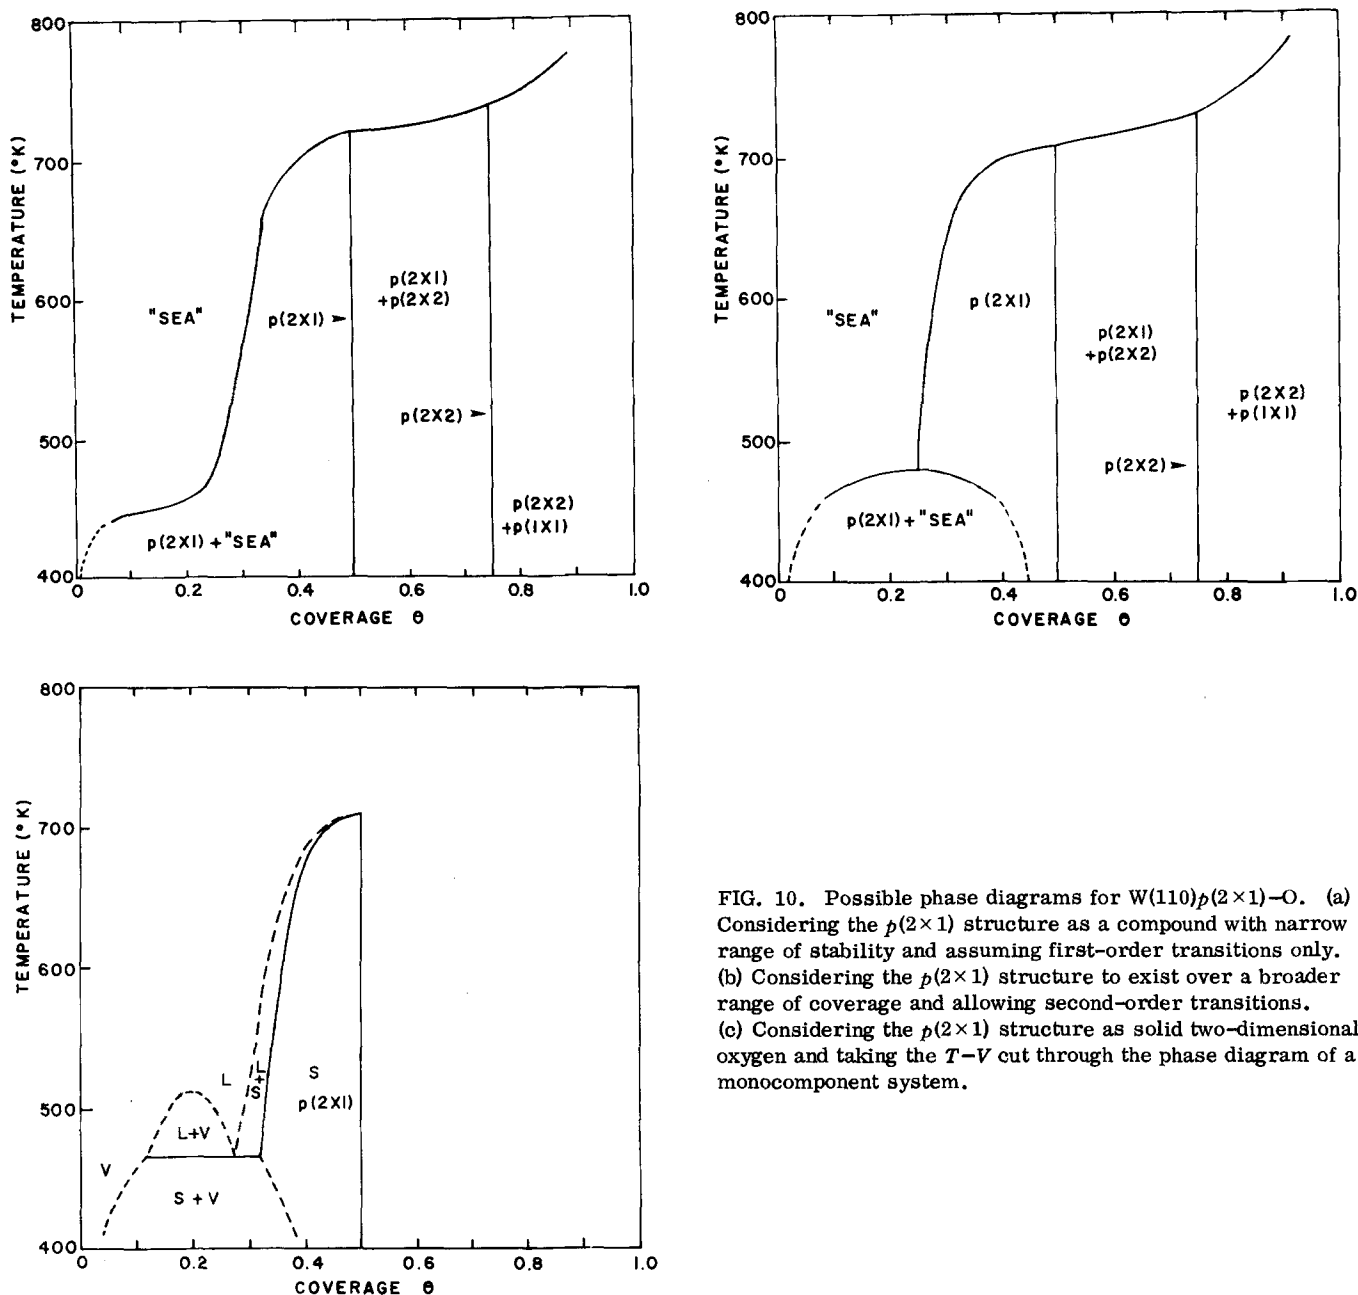 800
700
600
500
400
TEMPERATURE (°K)
"SEA"
p(2X1)
p(2X1)
+p(2X2)
p(2X2)
p(2X2)
+p(1X1)
p(2X1) + "SEA"
0
0.2
0.4
0.6
0.8
1.0
COVERAGE θ
800
700
600
500
400
TEMPERATURE (°K)
"SEA"
p(2X1)
p(2X1)
+p(2X2)
p(2X2)
+p(1X1)
p(2X2)
p(2X1) + "SEA"
0
0.2
0.4
0.6
0.8
1.0
COVERAGE θ
800
700
600
500
400
TEMPERATURE (°K)
L
S+L
S
p(2X1)
L+V
V
S + V
0
0.2
0.4
0.6
0.8
1.0
COVERAGE θ
FIG. 10. Possible phase diagrams for W(110)p(2×1)–O. (a)
Considering the p(2×1) structure as a compound with narrow
range of stability and assuming first-order transitions only.
(b) Considering the p(2×1) structure to exist over a broader
range of coverage and allowing second-order transitions.
(c) Considering the p(2×1) structure as solid two-dimensional
oxygen and taking the T–V cut through the phase diagram of a
monocomponent system.